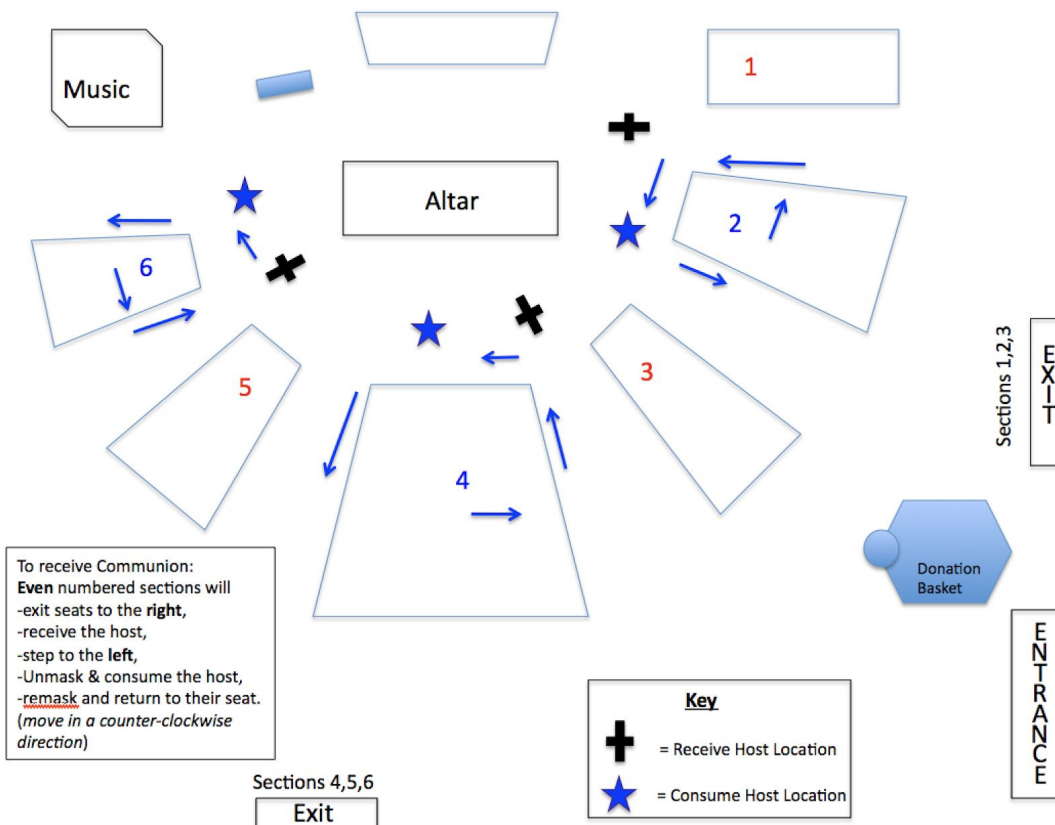 Music
1
Altar
2
6
5
3
4
Sections 1,2,3
EXIT
Donation
Basket
To receive Communion:
Even numbered sections will
-exit seats to the right,
-receive the host,
-step to the left,
-Unmask & consume the host,
-remask and return to their seat.
(move in a counter-clockwise
direction)
ENTRANCE
Key
= Receive Host Location
= Consume Host Location
Sections 4,5,6
Exit